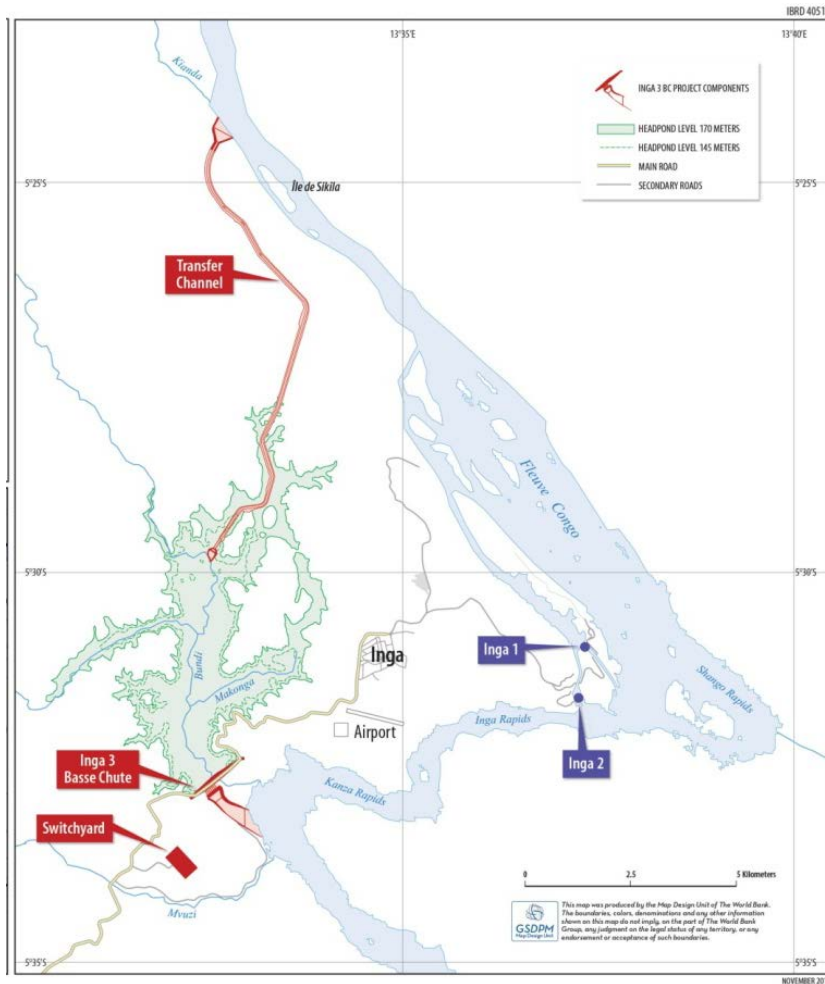 IBRD 4051
13°35'E
13°40'E
Kianda
INGA 3 BC PROJECT COMPONENTS
HEADPOND LEVEL 170 METERS
HEADPOND LEVEL 145 METERS
MAIN ROAD
SECONDARY ROADS
5°25'S
Île de Sikila
5°25'S
Transfer
Channel
Fleuve Congo
5°30'S
5°30'S
Inga
Inga 1
Bundi
Makonga
Shango Rapids
Airport
Inga Rapids
Inga 3
Basse Chute
Kanza Rapids
Inga 2
Switchyard
Mvuzi
0
2.5
5 Kilometers
GSDPM
Map Design Unit
This map was produced by the Map Design Unit of The World Bank.
The boundaries, colors, denominations and any other information
shown on this map do not imply, on the part of The World Bank
Group, any judgment on the legal status of any territory, or any
endorsement or acceptance of such boundaries.
5°35'S
5°35'S
NOVEMBER 201